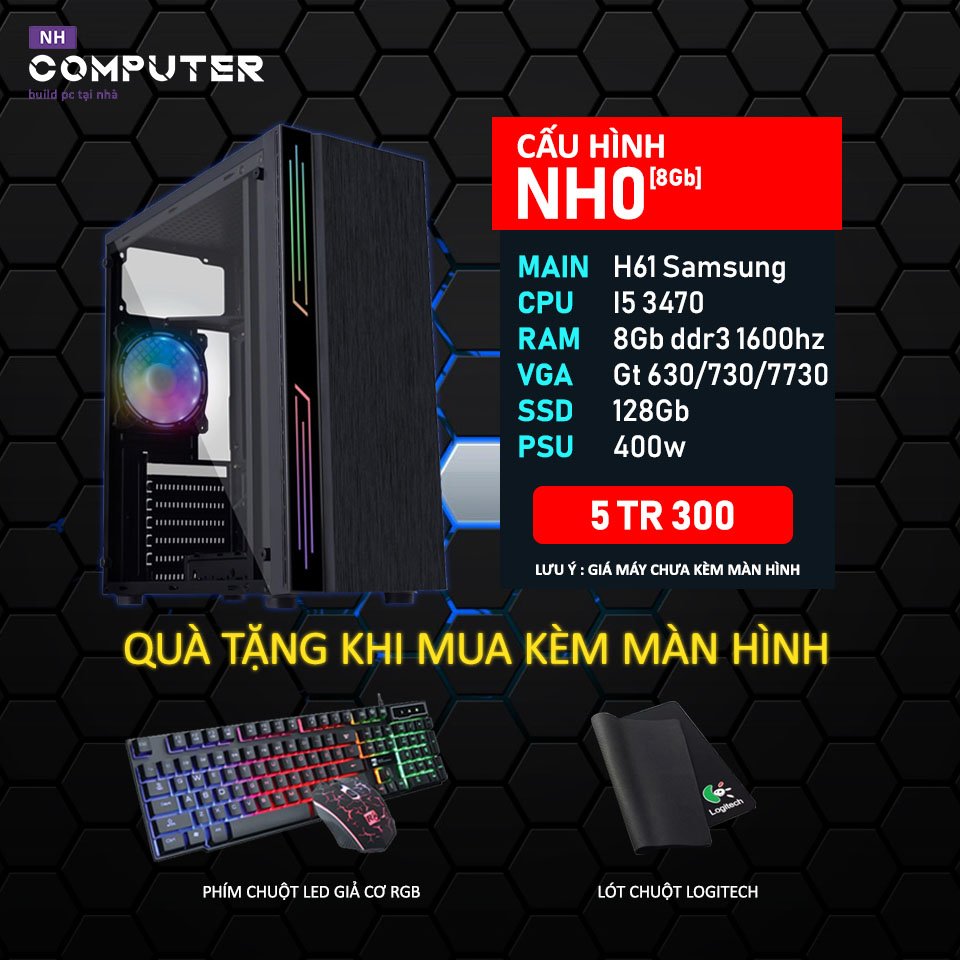 NH
COMPUTER
build pc tại nhà
CẤU HÌNH
NH0 [8Gb]
MAIN H61 Samsung
CPU I5 3470
RAM 8Gb ddr3 1600hz
VGA Gt 630/730/7730
SSD 128Gb
PSU 400w
5 TR 300
LƯU Ý : GIÁ MÁY CHƯA KÈM MÀN HÌNH
QUÀ TẶNG KHI MUA KÈM MÀN HÌNH
Logitech
PHÍM CHUỘT LED GIẢ CƠ RGB
LÓT CHUỘT LOGITECH